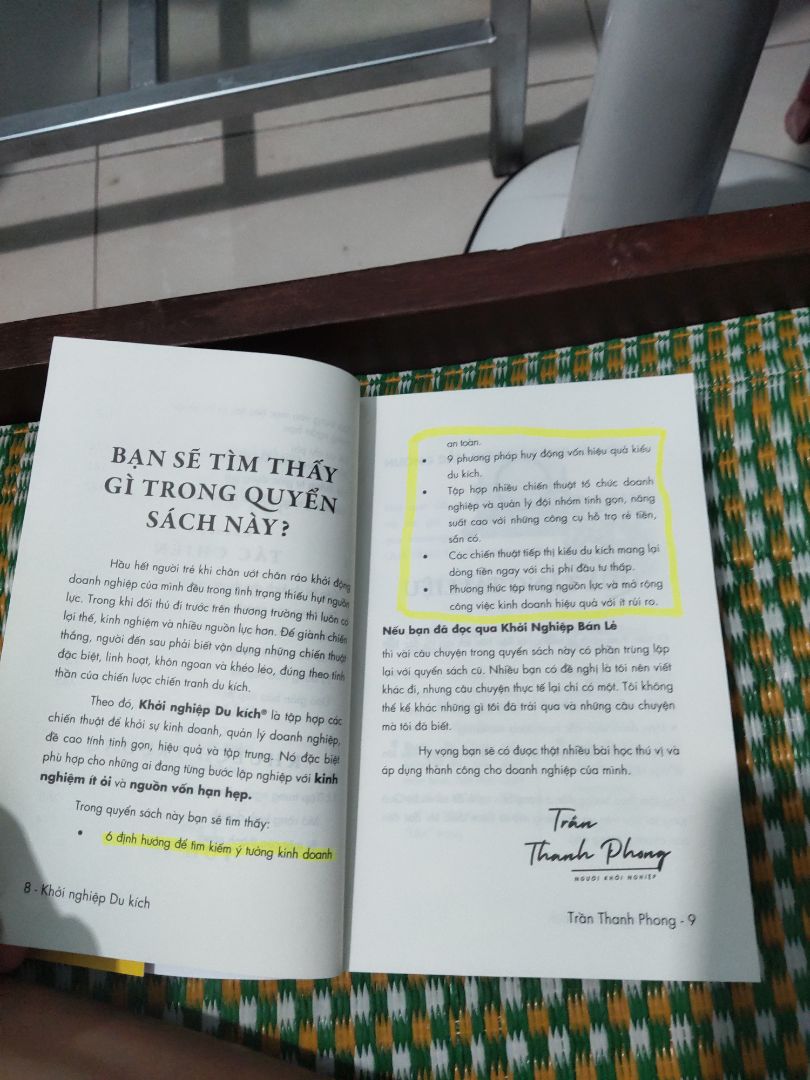 BẠN SẼ TÌM THẤY
GÌ TRONG QUYỂN
SÁCH NÀY?
Hầu hết người trẻ khi chân ướt chân ráo khởi động
doanh nghiệp của mình đều trong tình trạng thiếu hụt nguồn
lực. Trong khi đối thủ đi trước trên thương trường thì luôn có
lợi thế, kinh nghiệm và nhiều nguồn lực hơn. Để giành chiến
thắng, người đến sau phải biết vận dụng những chiến thuật
đặc biệt, linh hoạt, khôn ngoan và khéo léo, đúng theo tinh
thần của chiến lược chiến tranh du kích.
Theo đó, Khởi nghiệp Du kích® là tập hợp các
chiến thuật để khởi sự kinh doanh, quản lý doanh nghiệp,
đề cao tính tinh gọn, hiệu quả và tập trung. Nó đặc biệt
phù hợp cho những ai đang từng bước lập nghiệp với kinh
nghiệm ít ỏi và nguồn vốn hạn hẹp.
Trong quyển sách này bạn sẽ tìm thấy:
• 6 định hướng để tìm kiếm ý tưởng kinh doanh
8 - Khởi nghiệp Du kích
an toàn.
• 9 phương pháp huy động vốn hiệu quả kiểu
du kích.
• Tập hợp nhiều chiến thuật tổ chức doanh
nghiệp và quản lý đội nhóm tinh gọn, năng
suất cao với những công cụ hỗ trợ rẻ tiền,
sẵn có.
• Các chiến thuật tiếp thị kiểu du kích mang lại
dòng tiền ngay với chi phí đầu tư thấp.
• Phương thức tập trung nguồn lực và mở rộng
công việc kinh doanh hiệu quả với ít rủi ro.
Nếu bạn đã đọc qua Khởi Nghiệp Bán Lẻ
thì vài câu chuyện trong quyển sách này có phần trùng lặp
lại với quyển sách cũ. Nhiều bạn có đề nghị là tôi nên viết
khác đi, nhưng câu chuyện thực tế lại chỉ có một. Tôi không
thể kể khác những gì tôi đã trải qua và những câu chuyện
mà tôi đã biết.
Hy vọng bạn sẽ có được thật nhiều bài học thú vị và
áp dụng thành công cho doanh nghiệp của mình.
Trần
Thanh Phong
NGƯỜI KHỞI NGHIỆP
Trần Thanh Phong - 9